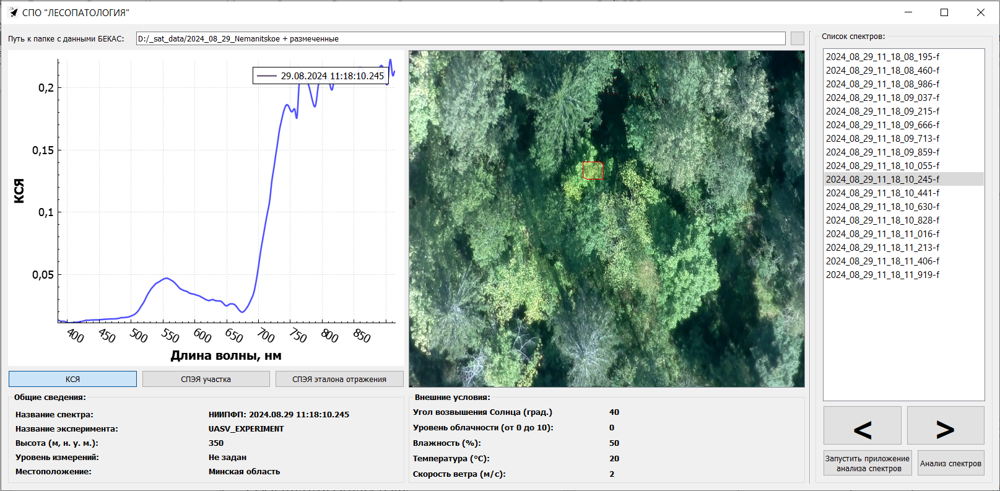 СПО "ЛЕСОПАТОЛОГИЯ"
Путь к папке с данными БЕКАС:
D:/_sat_data/2024_08_29_Nemanitskoe + размеченные
29.08.2024 11:18:10.245
0,2
0,15
0,1
0,05
КСЯ
400 450 500 550 600 650 700 750 800 850
Длина волны, нм
КСЯ
СПЭЯ участка
СПЭЯ эталона отражения
Общие сведения:
Название спектра: НИИПФП: 2024.08.29 11:18:10.245
Название эксперимента: UASV_EXPERIMENT
Высота (м, н. у. м.): 350
Уровень измерений: Не задан
Местоположение: Минская область
Внешние условия:
Угол возвышения Солнца (град.) 40
Уровень облачности (от 0 до 10): 0
Влажность (%): 50
Температура (°C): 20
Скорость ветра (м/с): 2
Список спектров:
2024_08_29_11_18_08_195-f
2024_08_29_11_18_08_460-f
2024_08_29_11_18_08_986-f
2024_08_29_11_18_09_037-f
2024_08_29_11_18_09_215-f
2024_08_29_11_18_09_666-f
2024_08_29_11_18_09_713-f
2024_08_29_11_18_09_859-f
2024_08_29_11_18_10_055-f
2024_08_29_11_18_10_245-f
2024_08_29_11_18_10_441-f
2024_08_29_11_18_10_630-f
2024_08_29_11_18_10_828-f
2024_08_29_11_18_11_016-f
2024_08_29_11_18_11_213-f
2024_08_29_11_18_11_406-f
2024_08_29_11_18_11_919-f
< >
Запустить приложение
анализа спектров
Анализ спектров